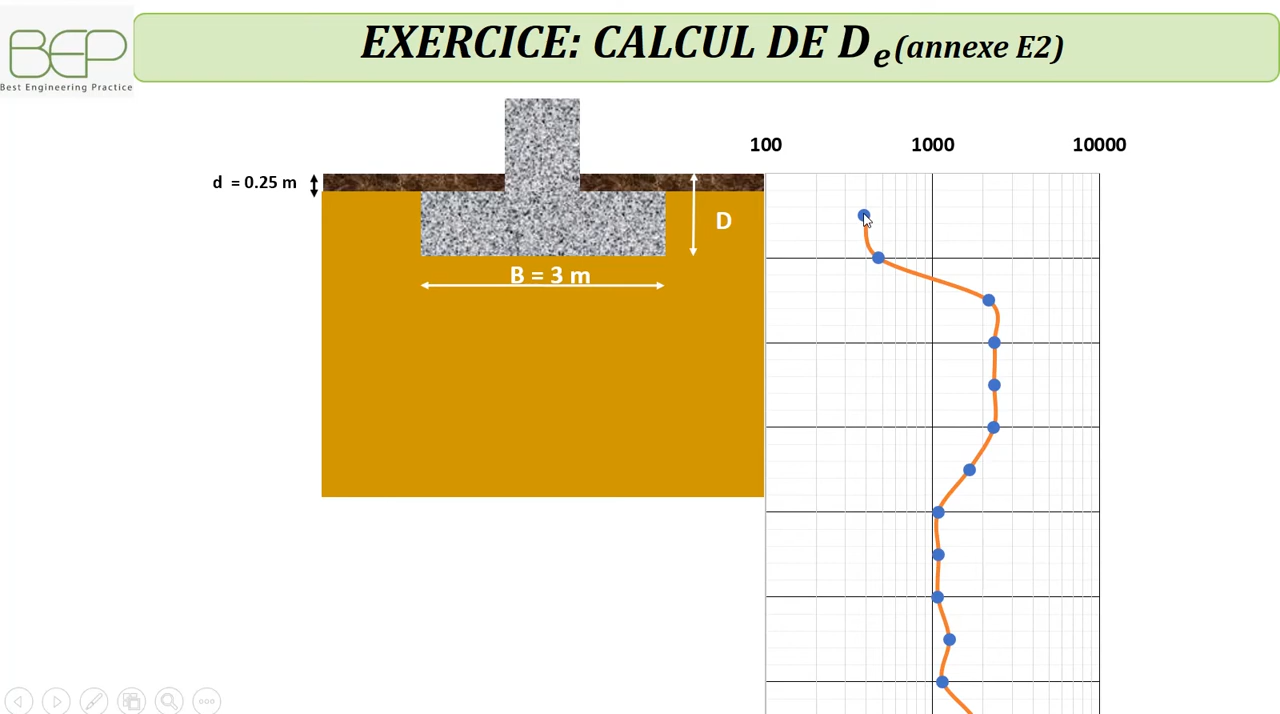 BEP
Best Engineering Practice
EXERCICE: CALCUL DE De (annexe E2)
100 1000 10000
d = 0.25 m
D
B = 3 m